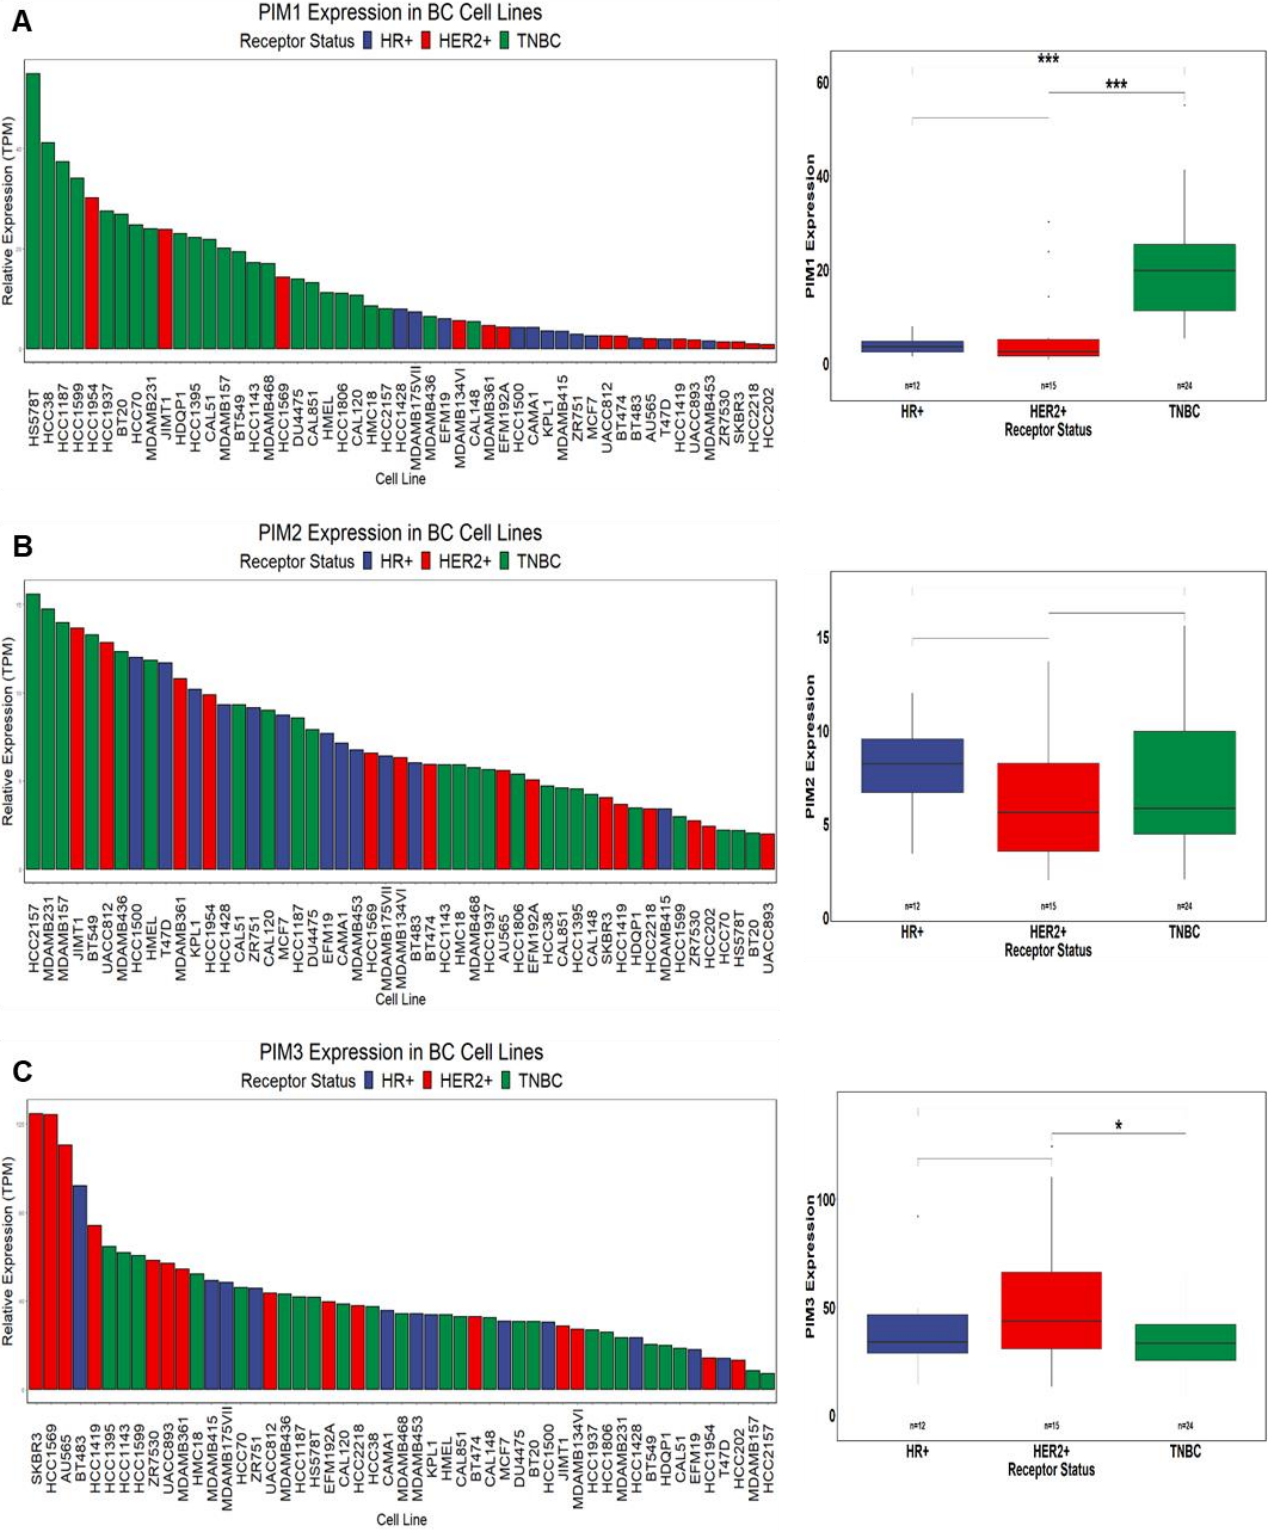 A
PIM1 Expression in BC Cell Lines
Receptor Status HR+ HER2+ TNBC
Relative Expression (TPM)
HS578T HCC38 HCC1187 HCC1599 HCC1954 HCC1937 BT20 HCC70 MDAMB231 JIMT1 HDQP1 HCC1395 CAL51 MDAMB157 BT549 HCC1143 MDAMB468 HCC1569 DU4475 CAL851 HMEL HCC1806 CAL120 HMC18 HCC2157 HCC1428 MDAMB175VII MDAMB436 EFM19 MDAMB134VI CAL148 MDAMB361 EFM192A HCC1500 CAMA1 KPL1 MDAMB415 ZR751 MCF7 UACC812 BT474 BT483 AU565 T47D HCC1419 UACC893 MDAMB453 ZR7530 SKBR3 HCC2218 HCC202
Cell Line
PIM1 Expression
60
40
20
0
***
***
n=12 n=15 n=24
HR+ HER2+ TNBC
Receptor Status
B
PIM2 Expression in BC Cell Lines
Receptor Status HR+ HER2+ TNBC
Relative Expression (TPM)
HCC2157 MDAMB231 MDAMB157 JIMT1 BT549 UACC812 MDAMB436 HCC1500 HMEL T47D MDAMB361 KPL1 HCC1954 HCC1428 CAL51 ZR751 CAL120 MCF7 HCC1187 DU4475 EFM19 CAMA1 MDAMB453 HCC1569 MDAMB175VII MDAMB134VI BT483 BT474 HCC1143 HMC18 MDAMB468 HCC1937 AU565 HCC1806 EFM192A HCC38 CAL851 HCC1395 CAL148 SKBR3 HCC1419 HDQP1 HCC2218 MDAMB415 HCC1599 ZR7530 HCC202 HCC70 HS578T BT20 UACC893
Cell Line
PIM2 Expression
15
10
5
0
n=12 n=15 n=24
HR+ HER2+ TNBC
Receptor Status
C
PIM3 Expression in BC Cell Lines
Receptor Status HR+ HER2+ TNBC
Relative Expression (TPM)
SKBR3 HCC1569 AU565 BT483 HCC1419 HCC1395 HCC1143 HCC1599 ZR7530 UACC893 MDAMB361 HMC18 MDAMB415 MDAMB175VII HCC70 ZR751 UACC812 MDAMB436 HCC1187 HS578T EFM192A CAL120 HCC2218 HCC38 CAMA1 MDAMB468 MDAMB453 KPL1 HMEL CAL851 BT474 CAL148 MCF7 DU4475 BT20 HCC1500 JIMT1 MDAMB134VI HCC1937 HCC1806 MDAMB231 HCC1428 BT549 HDQP1 CAL51 EFM19 HCC1954 T47D HCC202 MDAMB157 HCC2157
Cell Line
PIM3 Expression
100
50
0
*
n=12 n=15 n=24
HR+ HER2+ TNBC
Receptor Status